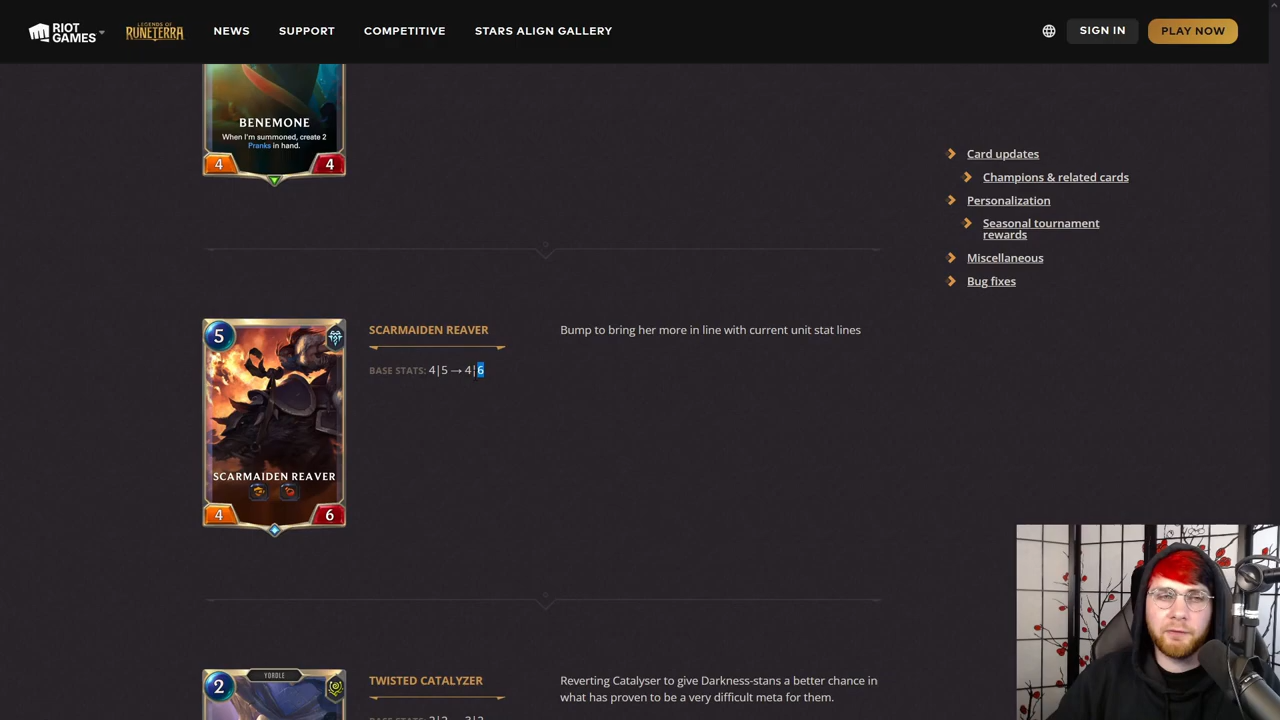 RIOT
GAMES
LEGENDS OF
RUNETERRA
NEWS
SUPPORT
COMPETITIVE
STARS ALIGN GALLERY
SIGN IN
PLAY NOW
BENEMONE
When I'm summoned, create 2
Pranks in hand.
4
4
Card updates
Champions & related cards
Personalization
Seasonal tournament
rewards
Miscellaneous
Bug fixes
5
SCARMAIDEN REAVER
4
6
SCARMAIDEN REAVER
BASE STATS: 4|5 → 4|6
Bump to bring her more in line with current unit stat lines
2
YORDLE
TWISTED CATALYZER
Reverting Catalyser to give Darkness-stans a better chance in
what has proven to be a very difficult meta for them.